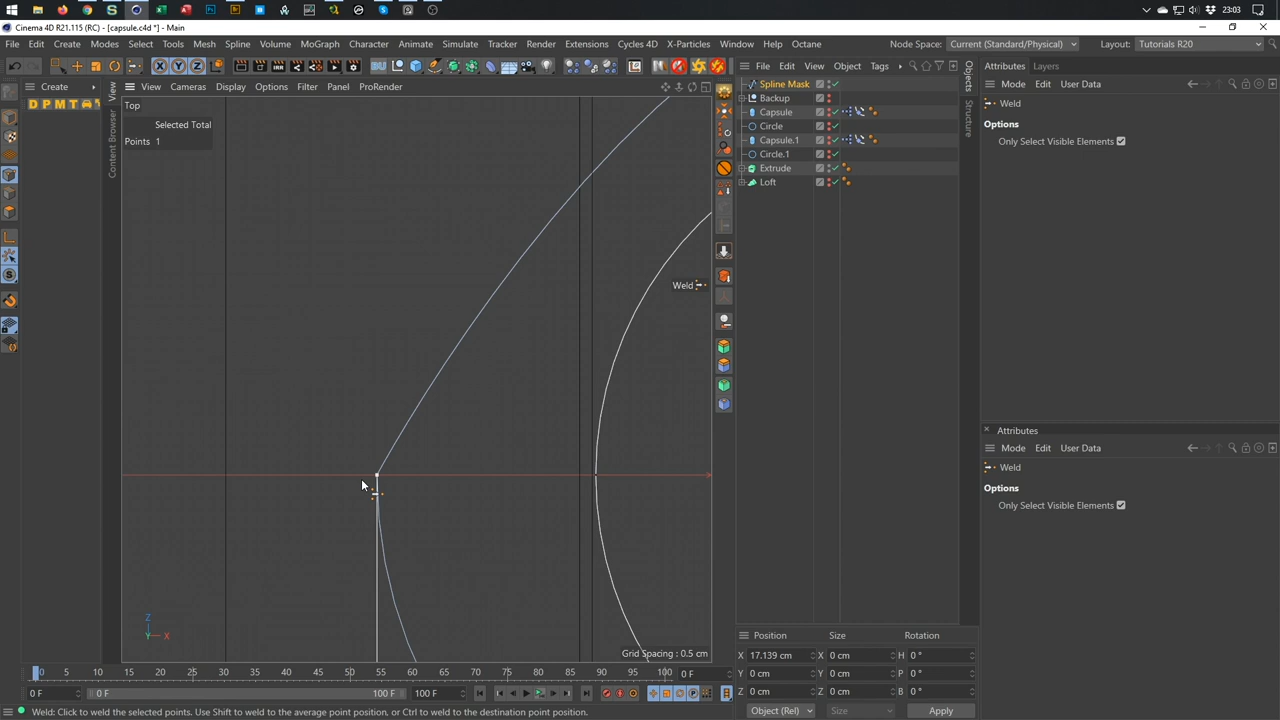 23:03
Cinema 4D R21.115 (RC) - [capsule.c4d *] - Main
File Edit Create Modes Select Tools Mesh Spline Volume MoGraph Character Animate Simulate Tracker Render Extensions Cycles 4D X-Particles Window Help Octane Node Space: Current (Standard/Physical) Layout: Tutorials R20
X Y Z
Create View Cameras Display Options Filter Panel ProRender
File Edit View Object Tags
Attributes Layers
Mode Edit User Data
D P M T
View
Content Browser
Top
Selected Total
Points 1
Objects
Structure
Spline Mask
Backup
Capsule
Circle
Capsule.1
Circle.1
Extrude
Loft
Weld
Options
Only Select Visible Elements
Weld
Attributes
Mode Edit User Data
Weld
Options
Only Select Visible Elements
Z
Y X
Grid Spacing : 0.5 cm
0 5 10 15 20 25 30 35 40 45 50 55 60 65 70 75 80 85 90 95 100 0 F
0 F 0 F 100 F 100 F
Position Size Rotation
X 17.139 cm X 0 cm H 0 °
Y 0 cm Y 0 cm P 0 °
Z 0 cm Z 0 cm B 0 °
Object (Rel) Size Apply
Weld: Click to weld the selected points. Use Shift to weld to the average point position, or Ctrl to weld to the destination point position.